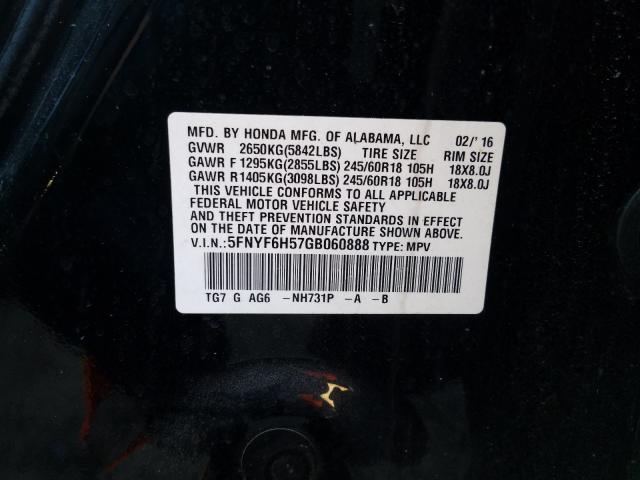 MFD. BY HONDA MFG. OF ALABAMA, LLC 02/'16
GVWR 2650KG(5842LBS) TIRE SIZE RIM SIZE
GAWR F 1295KG(2855LBS) 245/60R18 105H 18X8.0J
GAWR R 1405KG(3098LBS) 245/60R18 105H 18X8.0J
THIS VEHICLE CONFORMS TO ALL APPLICABLE
FEDERAL MOTOR VEHICLE SAFETY
AND THEFT PREVENTION STANDARDS IN EFFECT
ON THE DATE OF MANUFACTURE SHOWN ABOVE.
V.I.N.: 5FNYF6H57GB060888 TYPE: MPV
TG7 G AG6 -NH731P -A -B